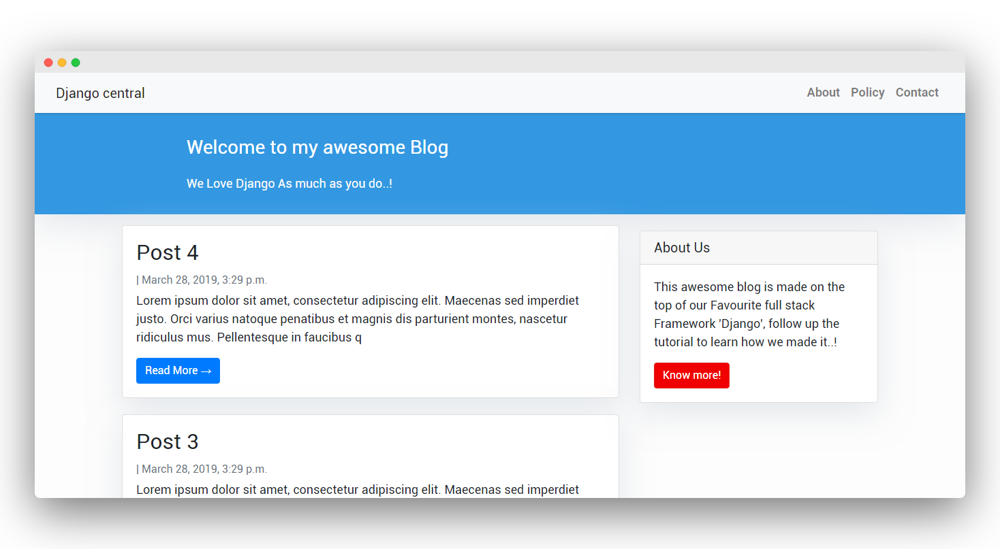 Django central
About Policy Contact
Welcome to my awesome Blog
We Love Django As much as you do..!
Post 4
| March 28, 2019, 3:29 p.m.
Lorem ipsum dolor sit amet, consectetur adipiscing elit. Maecenas sed imperdiet
justo. Orci varius natoque penatibus et magnis dis parturient montes, nascetur
ridiculus mus. Pellentesque in faucibus q
Read More →
Post 3
| March 28, 2019, 3:29 p.m.
Lorem ipsum dolor sit amet, consectetur adipiscing elit. Maecenas sed imperdiet
About Us
This awesome blog is made on the
top of our Favourite full stack
Framework 'Django', follow up the
tutorial to learn how we made it..!
Know more!